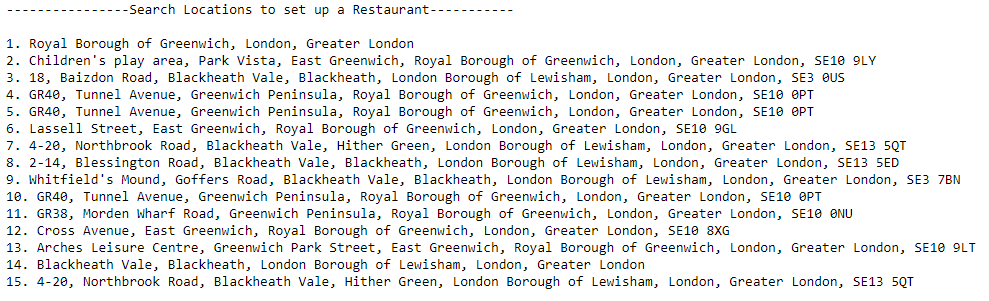 ----------------Search Locations to set up a Restaurant-----------
1. Royal Borough of Greenwich, London, Greater London
2. Children's play area, Park Vista, East Greenwich, Royal Borough of Greenwich, London, Greater London, SE10 9LY
3. 18, Baizdon Road, Blackheath Vale, Blackheath, London Borough of Lewisham, London, Greater London, SE3 0US
4. GR40, Tunnel Avenue, Greenwich Peninsula, Royal Borough of Greenwich, London, Greater London, SE10 0PT
5. GR40, Tunnel Avenue, Greenwich Peninsula, Royal Borough of Greenwich, London, Greater London, SE10 0PT
6. Lassell Street, East Greenwich, Royal Borough of Greenwich, London, Greater London, SE10 9GL
7. 4-20, Northbrook Road, Blackheath Vale, Hither Green, London Borough of Lewisham, London, Greater London, SE13 5QT
8. 2-14, Blessington Road, Blackheath Vale, Blackheath, London Borough of Lewisham, London, Greater London, SE13 5ED
9. Whitfield's Mound, Goffers Road, Blackheath Vale, Blackheath, London Borough of Lewisham, London, Greater London, SE3 7BN
10. GR40, Tunnel Avenue, Greenwich Peninsula, Royal Borough of Greenwich, London, Greater London, SE10 0PT
11. GR38, Morden Wharf Road, Greenwich Peninsula, Royal Borough of Greenwich, London, Greater London, SE10 0NU
12. Cross Avenue, East Greenwich, Royal Borough of Greenwich, London, Greater London, SE10 8XG
13. Arches Leisure Centre, Greenwich Park Street, East Greenwich, Royal Borough of Greenwich, London, Greater London, SE10 9LT
14. Blackheath Vale, Blackheath, London Borough of Lewisham, London, Greater London
15. 4-20, Northbrook Road, Blackheath Vale, Hither Green, London Borough of Lewisham, London, Greater London, SE13 5QT